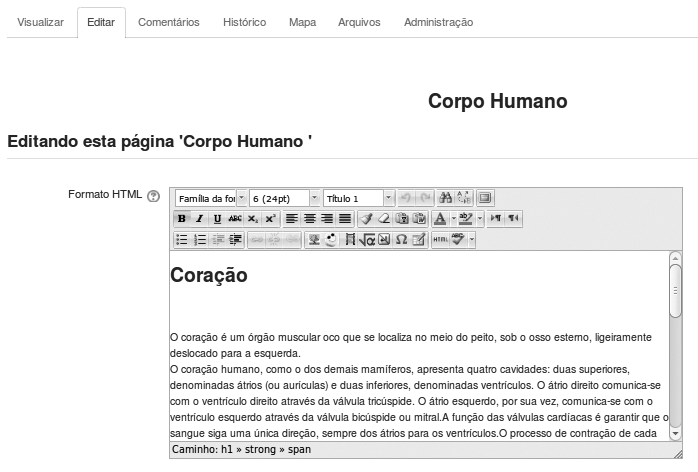 Visualizar Editar Comentários Histórico Mapa Arquivos Administração
Corpo Humano
Editando esta página 'Corpo Humano '
Formato HTML ?
Família da for 6 (24pt) Título 1
B I U ABC x₂ x²
HTML
Coração
O coração é um órgão muscular oco que se localiza no meio do peito, sob o osso esterno, ligeiramente
deslocado para a esquerda.
O coração humano, como o dos demais mamíferos, apresenta quatro cavidades: duas superiores,
denominadas átrios (ou aurículas) e duas inferiores, denominadas ventrículos. O átrio direito comunica-se
com o ventrículo direito através da válvula tricúspide. O átrio esquerdo, por sua vez, comunica-se com o
ventrículo esquerdo através da válvula bicúspide ou mitral.A função das válvulas cardíacas é garantir que o
sangue siga uma única direção, sempre dos átrios para os ventrículos.O processo de contração de cada
Caminho: h1 » strong » span